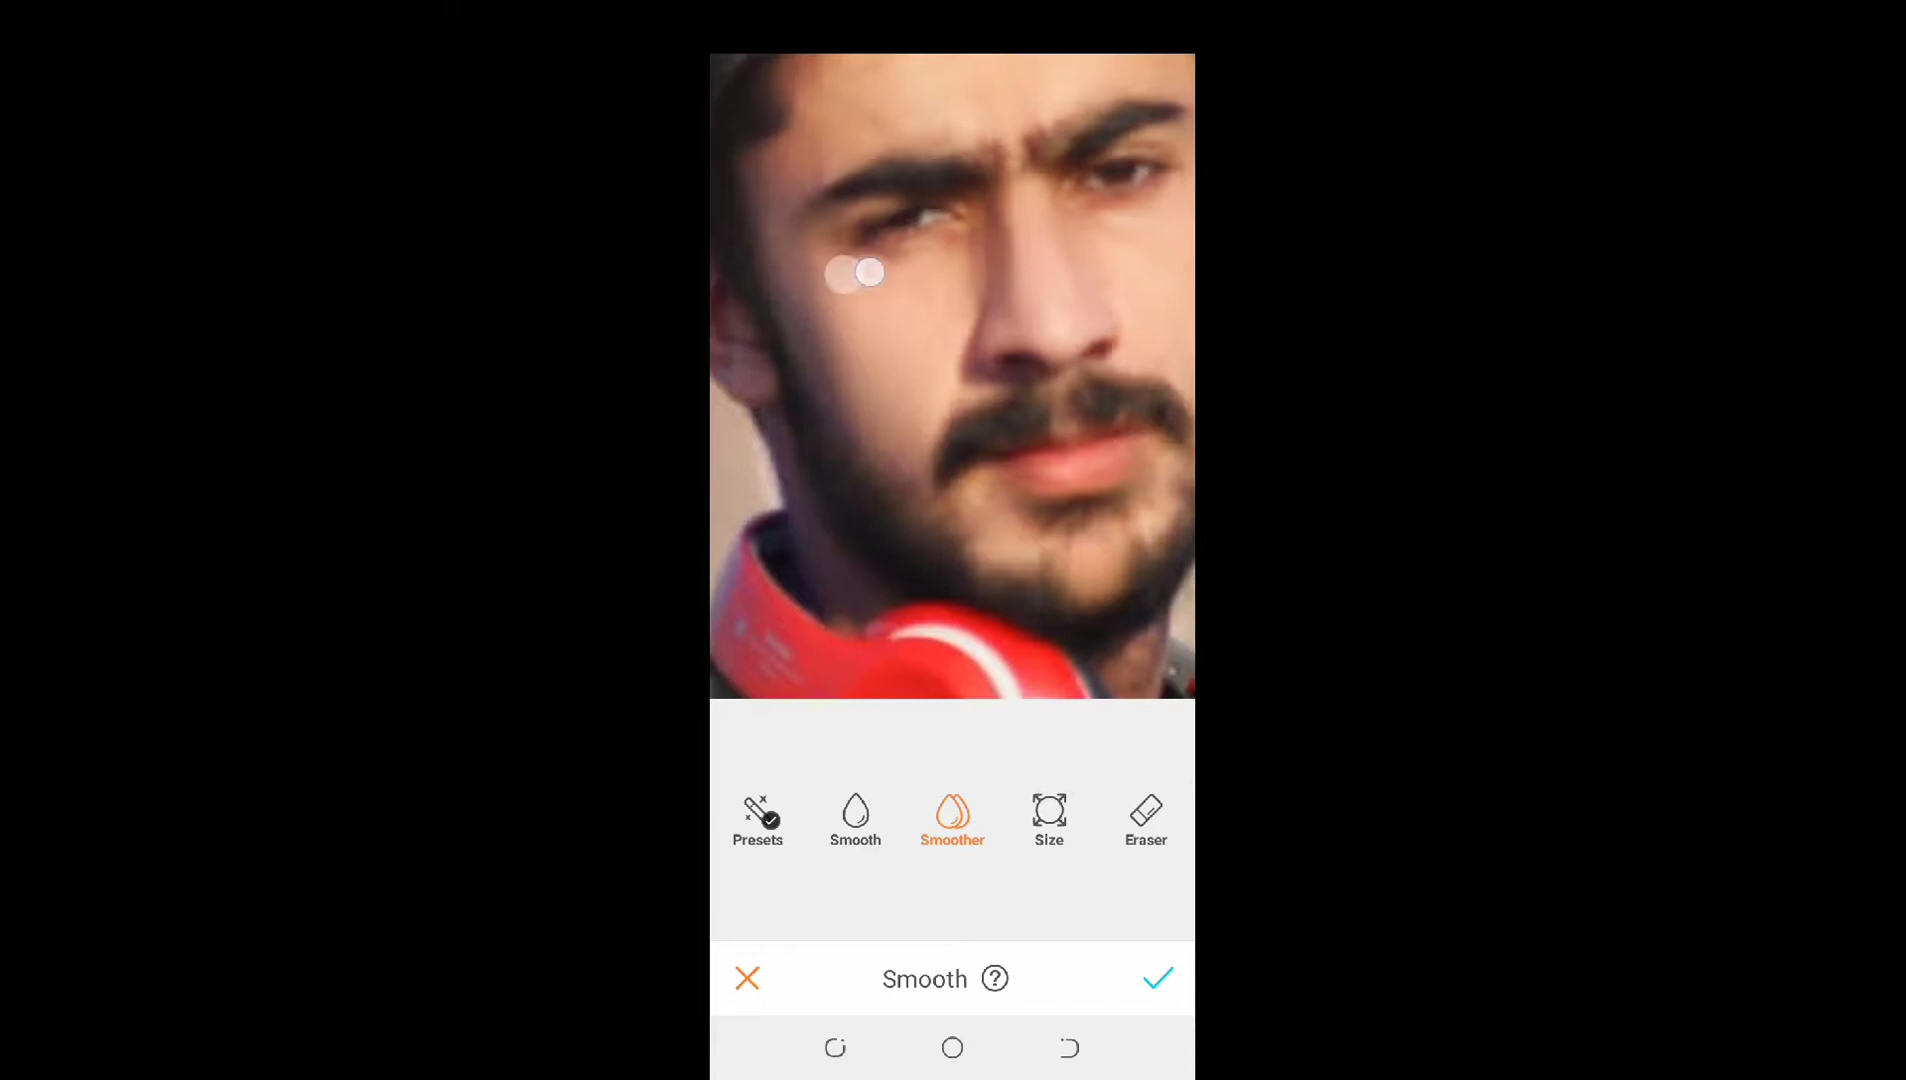 Presets
Smooth
Smoother
Size
Eraser
Smooth ?